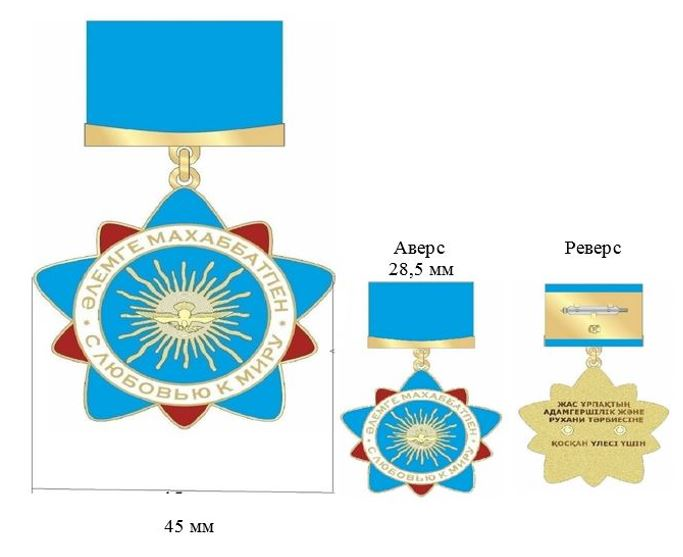 ӘЛЕМГЕ МАХАББАТПЕН
• С ЛЮБОВЬЮ К МИРУ •
45 мм
Аверс
28,5 мм
ӘЛЕМГЕ МАХАББАТПЕН
• С ЛЮБОВЬЮ К МИРУ •
Реверс
ЖАС ҰРПАҚТЫҢ
АДАМГЕРШІЛІК ЖӘНЕ
РУХАНИ ТӘРБИЕСІНЕ
ҚОСҚАН ҮЛЕСІ ҮШІН